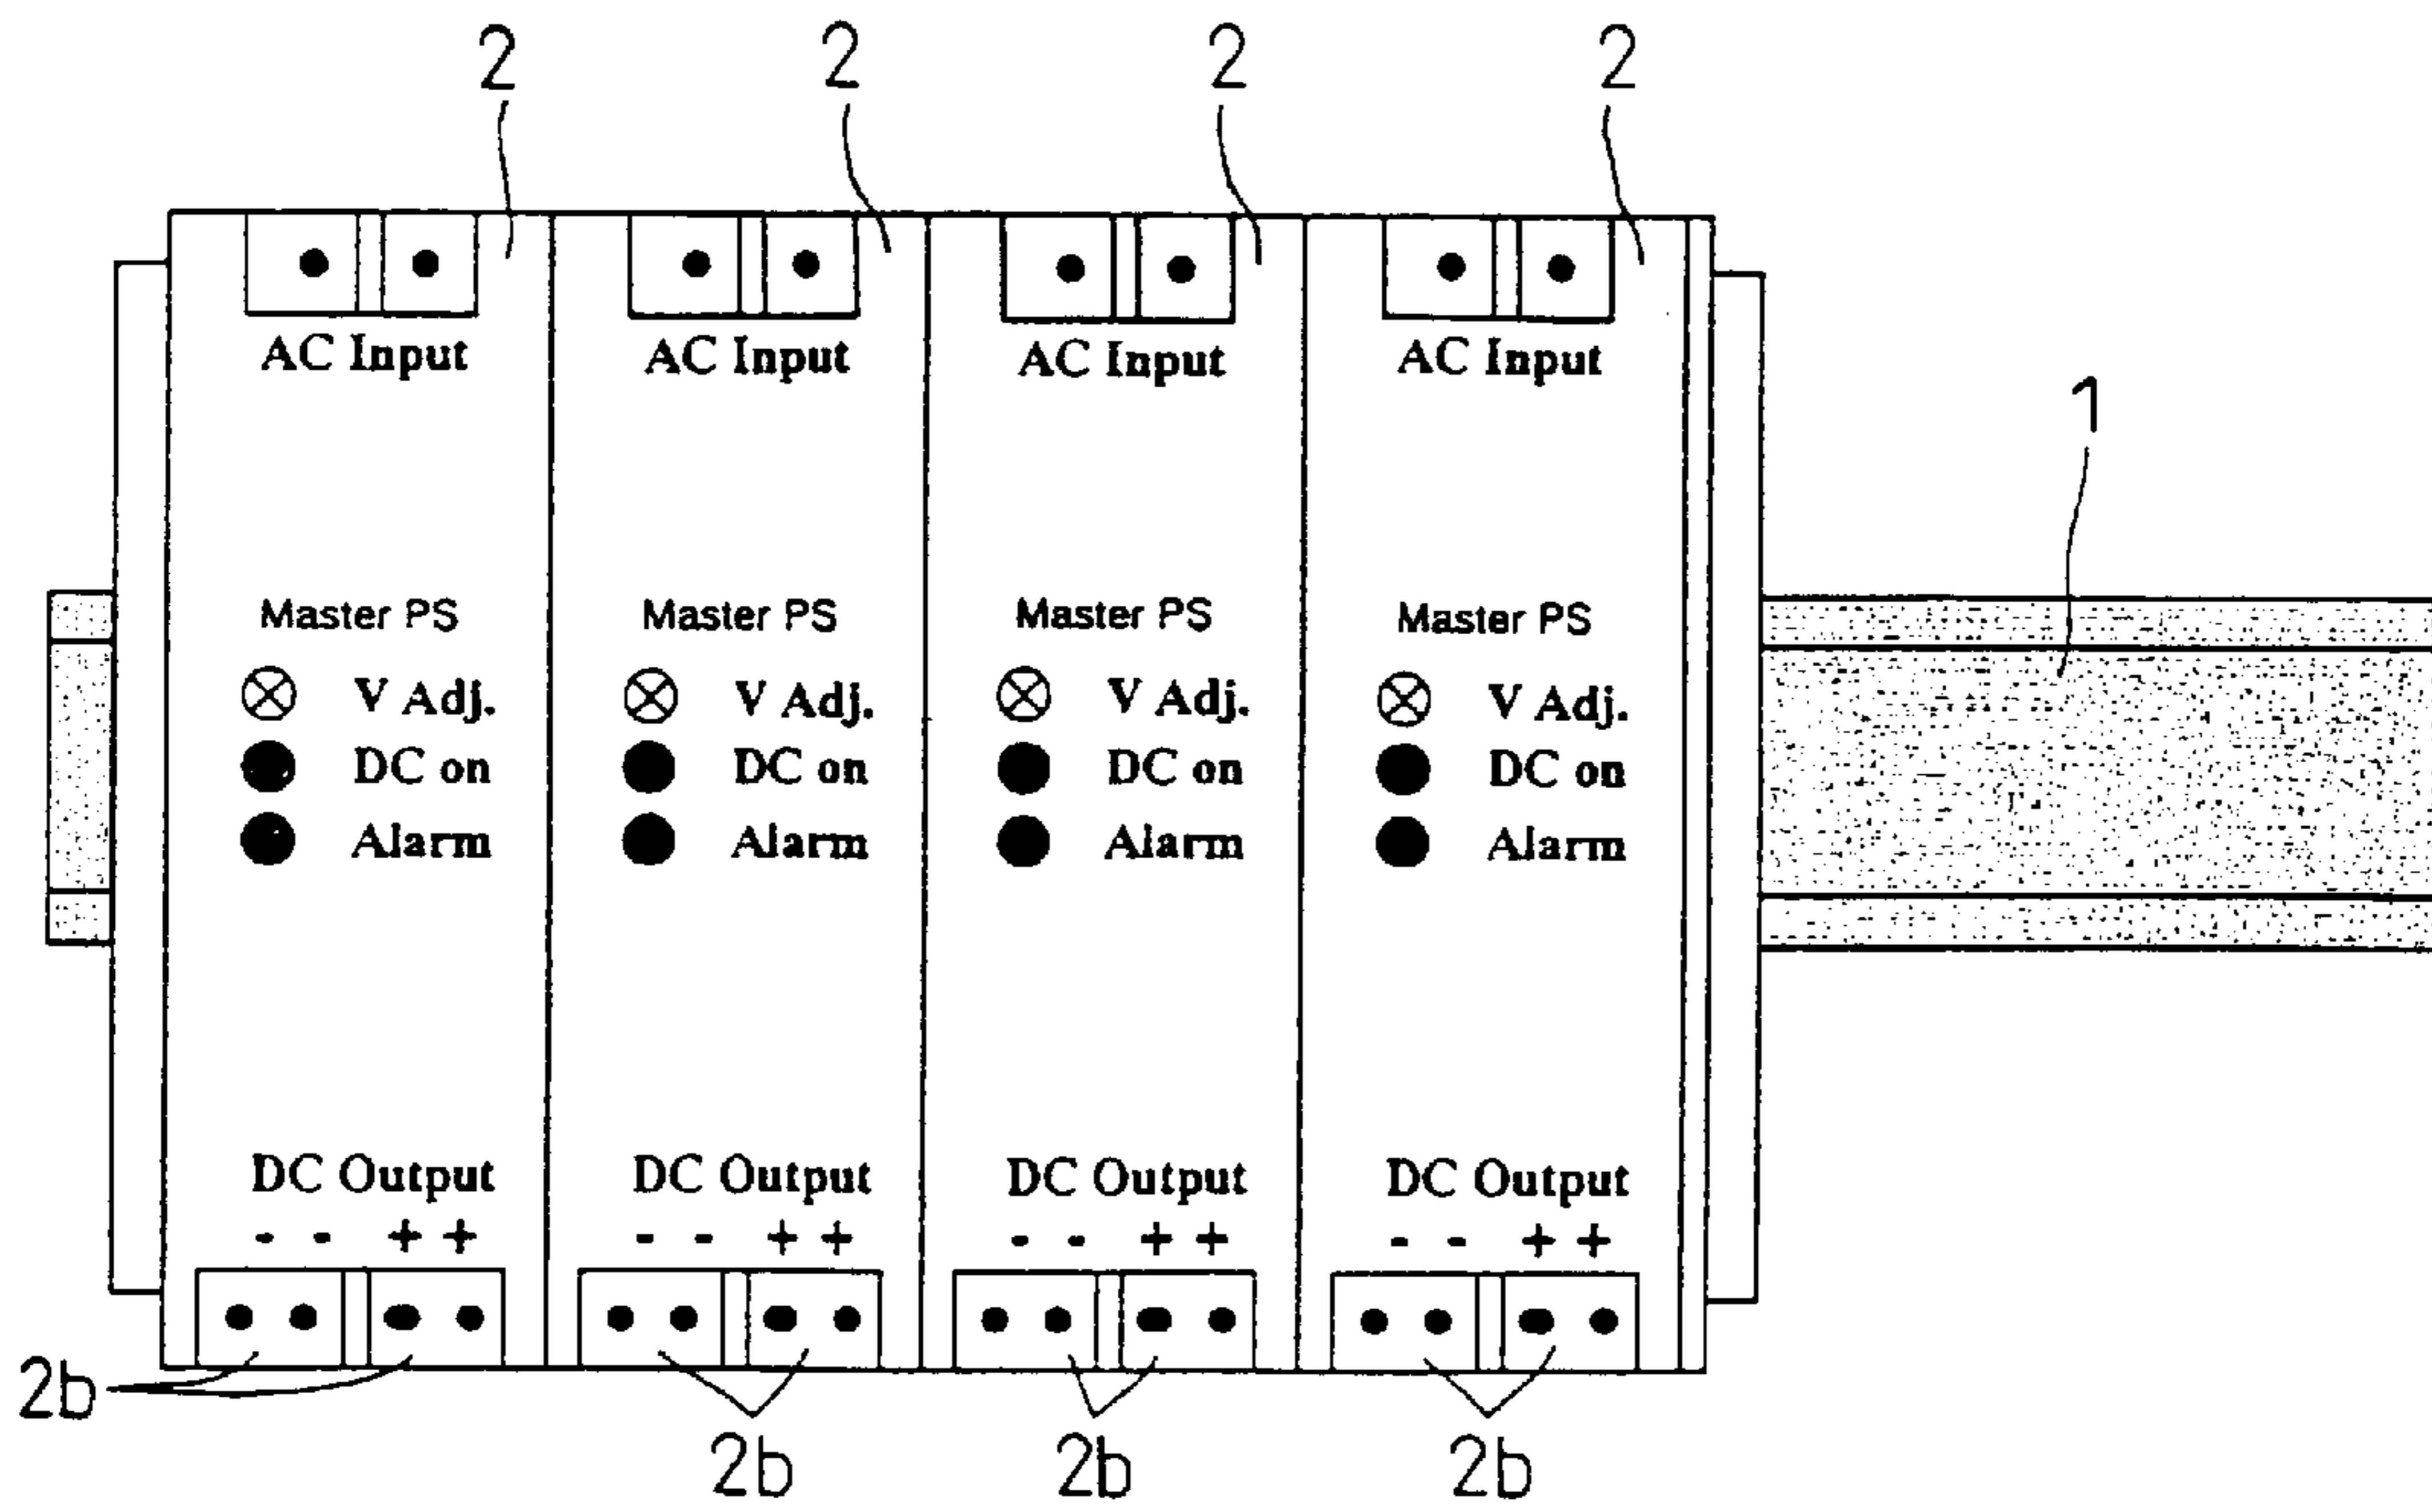 2 2 2 2
AC Input AC Input AC Input AC Input
1
Master PS Master PS Master PS Master PS
V Adj. V Adj. V Adj. V Adj.
DC on DC on DC on DC on
Alarm Alarm Alarm Alarm
DC Output DC Output DC Output DC Output
- - + + - - + + - - + + - - + +
2b
2b 2b 2b